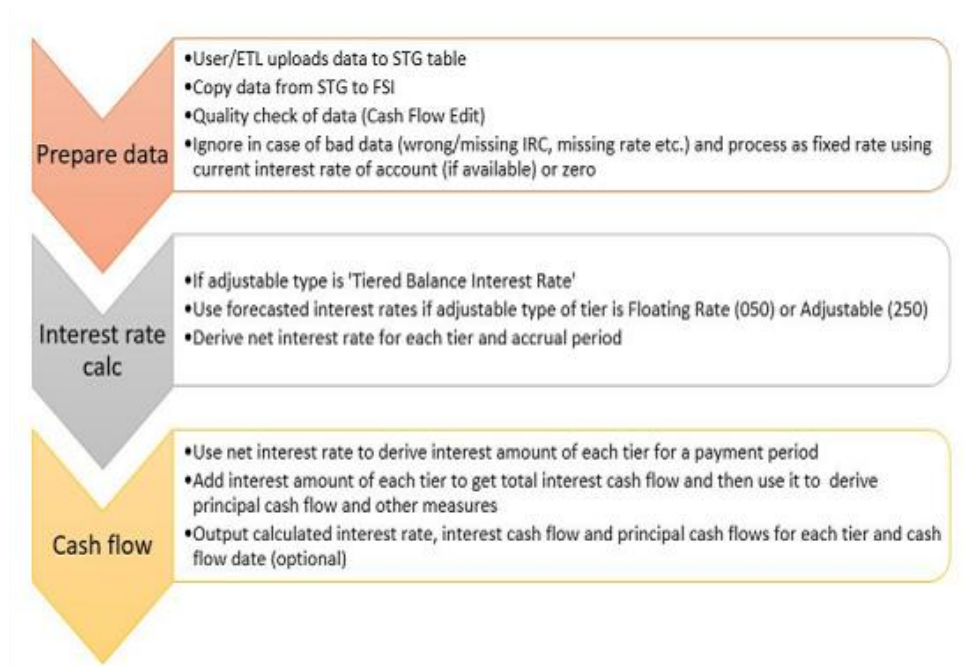 Prepare data
•User/ETL uploads data to STG table
•Copy data from STG to FSI
•Quality check of data (Cash Flow Edit)
•Ignore in case of bad data (wrong/missing IRC, missing rate etc.) and process as fixed rate using
current interest rate of account (if available) or zero
Interest rate
calc
•If adjustable type is 'Tiered Balance Interest Rate'
•Use forecasted interest rates if adjustable type of tier is Floating Rate (050) or Adjustable (250)
•Derive net interest rate for each tier and accrual period
Cash flow
•Use net interest rate to derive interest amount of each tier for a payment period
•Add interest amount of each tier to get total interest cash flow and then use it to derive
principal cash flow and other measures
•Output calculated interest rate, interest cash flow and principal cash flows for each tier and cash
flow date (optional)